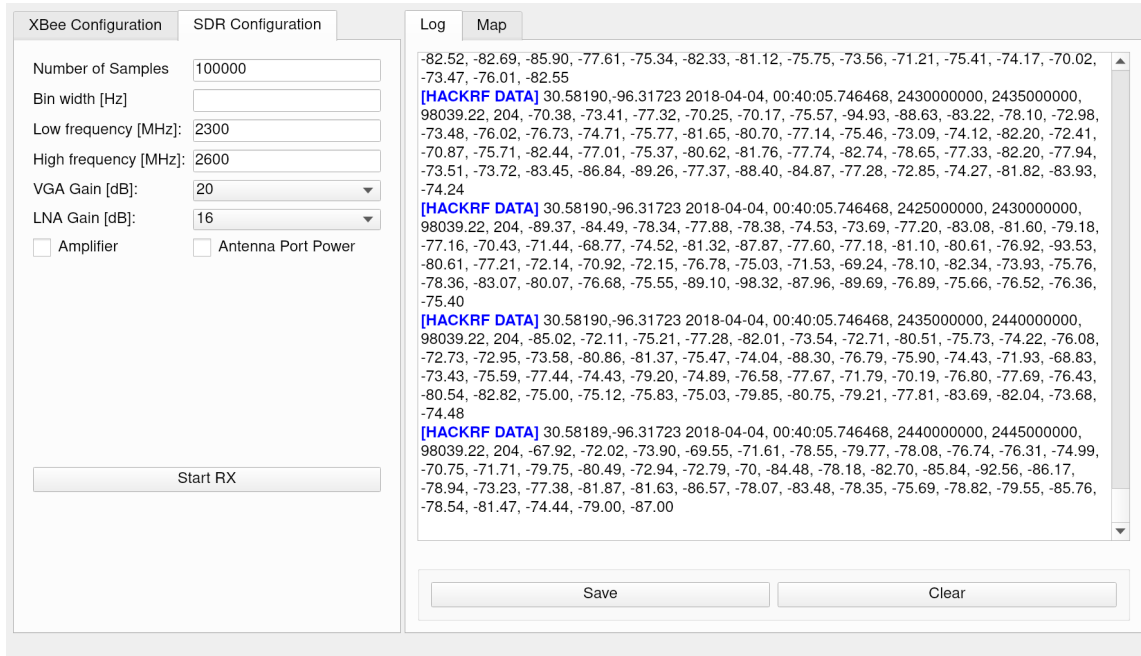 XBee Configuration
SDR Configuration
Number of Samples
100000
Bin width [Hz]
Low frequency [MHz]:
2300
High frequency [MHz]:
2600
VGA Gain [dB]:
20
LNA Gain [dB]:
16
Amplifier
Antenna Port Power
Start RX
Log
Map
-82.52, -82.69, -85.90, -77.61, -75.34, -82.33, -81.12, -75.75, -73.56, -71.21, -75.41, -74.17, -70.02,
-73.47, -76.01, -82.55
[HACKRF DATA] 30.58190,-96.31723 2018-04-04, 00:40:05.746468, 2430000000, 2435000000,
98039.22, 204, -70.38, -73.41, -77.32, -70.25, -70.17, -75.57, -94.93, -88.63, -83.22, -78.10, -72.98,
-73.48, -76.02, -76.73, -74.71, -75.77, -81.65, -80.70, -77.14, -75.46, -73.09, -74.12, -82.20, -72.41,
-70.87, -75.71, -82.44, -77.01, -75.37, -80.62, -81.76, -77.74, -82.74, -78.65, -77.33, -82.20, -77.94,
-73.51, -73.72, -83.45, -86.84, -89.26, -77.37, -88.40, -84.87, -77.28, -72.85, -74.27, -81.82, -83.93,
-74.24
[HACKRF DATA] 30.58190,-96.31723 2018-04-04, 00:40:05.746468, 2425000000, 2430000000,
98039.22, 204, -89.37, -84.49, -78.34, -77.88, -78.38, -74.53, -73.69, -77.20, -83.08, -81.60, -79.18,
-77.16, -70.43, -71.44, -68.77, -74.52, -81.32, -87.87, -77.60, -77.18, -81.10, -80.61, -76.92, -93.53,
-80.61, -77.21, -72.14, -70.92, -72.15, -76.78, -75.03, -71.53, -69.24, -78.10, -82.34, -73.93, -75.76,
-78.36, -83.07, -80.07, -76.68, -75.55, -89.10, -98.32, -87.96, -89.69, -76.89, -75.66, -76.52, -76.36,
-75.40
[HACKRF DATA] 30.58190,-96.31723 2018-04-04, 00:40:05.746468, 2435000000, 2440000000,
98039.22, 204, -85.02, -72.11, -75.21, -77.28, -82.01, -73.54, -72.71, -80.51, -75.73, -74.22, -76.08,
-72.73, -72.95, -73.58, -80.86, -81.37, -75.47, -74.04, -88.30, -76.79, -75.90, -74.43, -71.93, -68.83,
-73.43, -75.59, -77.44, -74.43, -79.20, -74.89, -76.58, -77.67, -71.79, -70.19, -76.80, -77.69, -76.43,
-80.54, -82.82, -75.00, -75.12, -75.83, -75.03, -79.85, -80.75, -79.21, -77.81, -83.69, -82.04, -73.68,
-74.48
[HACKRF DATA] 30.58189,-96.31723 2018-04-04, 00:40:05.746468, 2440000000, 2445000000,
98039.22, 204, -67.92, -72.02, -73.90, -69.55, -71.61, -78.55, -79.77, -78.08, -76.74, -76.31, -74.99,
-70.75, -71.71, -79.75, -80.49, -72.94, -72.79, -70, -84.48, -78.18, -82.70, -85.84, -92.56, -86.17,
-78.94, -73.23, -77.38, -81.87, -81.63, -86.57, -78.07, -83.48, -78.35, -75.69, -78.82, -79.55, -85.76,
-78.54, -81.47, -74.44, -79.00, -87.00
Save
Clear